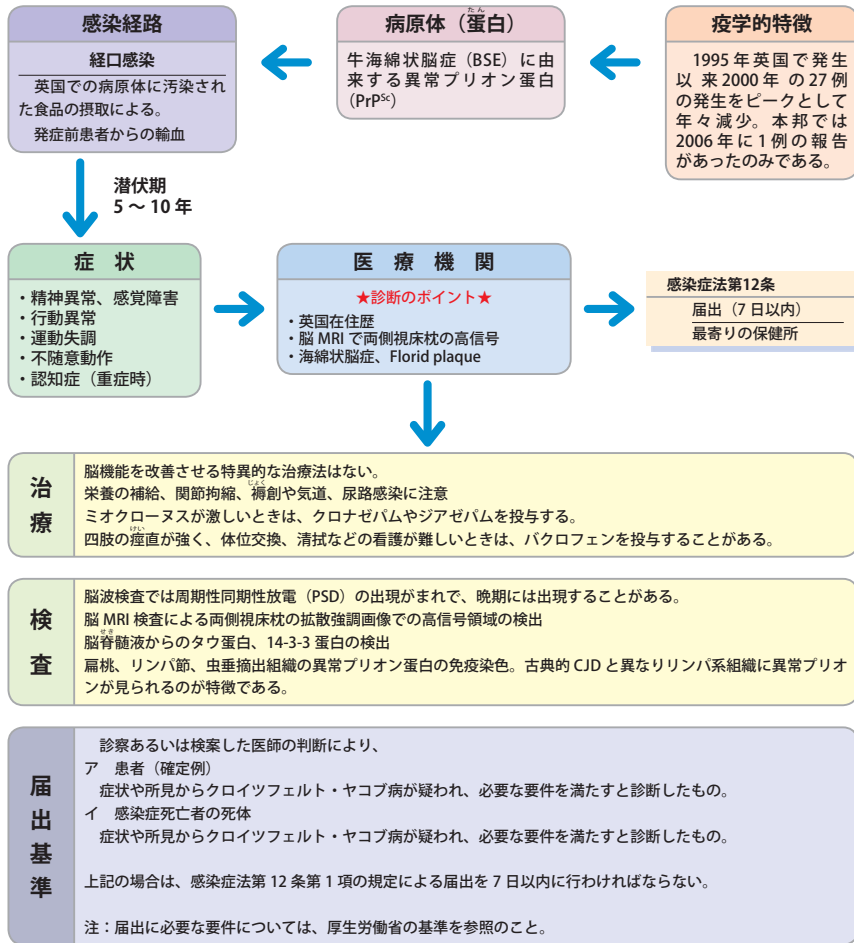 感染経路
経口感染
英国での病原体に汚染され
た食品の摂取による。
発症前患者からの輸血
病原体（蛋白）
たん
牛海綿状脳症（BSE）に由
来する異常プリオン蛋白
（PrPSc）
疫学的特徴
1995年英国で発生
以来2000年の27例
の発生をピークとして
年々減少。本邦では
2006年に1例の報告
があったのみである。
潜伏期
5～10年
症状
・精神異常、感覚障害
・行動異常
・運動失調
・不随意動作
・認知症（重症時）
医療機関
★診断のポイント★
・英国在住歴
・脳MRIで両側視床枕の高信号
・海綿状脳症、Florid plaque
感染症法第12条
届出（7日以内）
最寄りの保健所
治療
脳機能を改善させる特異的な治療法はない。
栄養の補給、関節拘縮、褥創や気道、尿路感染に注意
じょく
ミオクローヌスが激しいときは、クロナゼパムやジアゼパムを投与する。
四肢の痙直が強く、体位交換、清拭などの看護が難しいときは、バクロフェンを投与することがある。
けい
検査
脳波検査では周期性同期性放電（PSD）の出現がまれで、晩期には出現することがある。
脳MRI検査による両側視床枕の拡散強調画像での高信号領域の検出
脳脊髄液からのタウ蛋白、14-3-3蛋白の検出
せき
扁桃、リンパ節、虫垂摘出組織の異常プリオン蛋白の免疫染色。古典的CJDと異なりリンパ系組織に異常プリオ
ンが見られるのが特徴である。
届出基準
診察あるいは検案した医師の判断により、
ア　患者（確定例）
症状や所見からクロイツフェルト・ヤコブ病が疑われ、必要な要件を満たすと診断したもの。
イ　感染症死亡者の死体
症状や所見からクロイツフェルト・ヤコブ病が疑われ、必要な要件を満たすと診断したもの。
上記の場合は、感染症法第12条第1項の規定による届出を7日以内に行わければならない。
注：届出に必要な要件については、厚生労働省の基準を参照のこと。